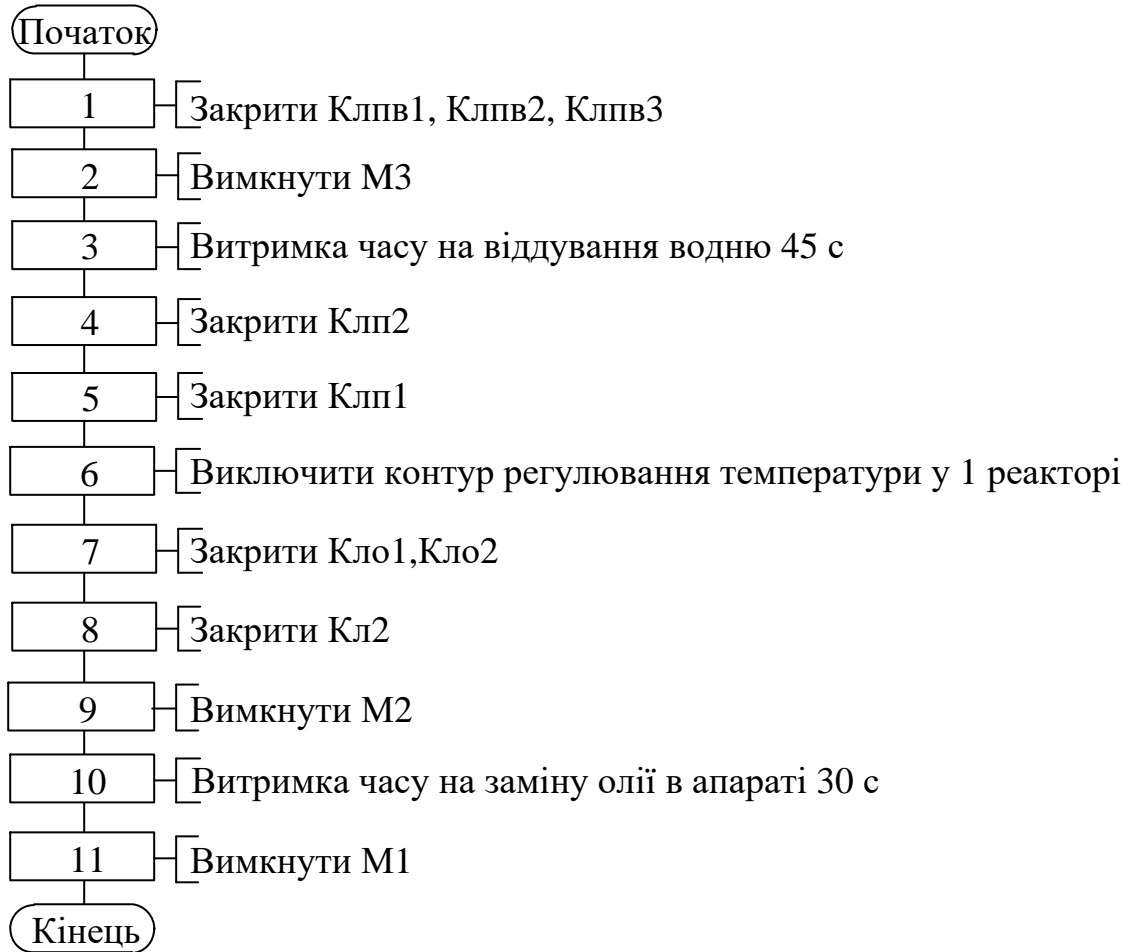 Початок
1 Закрити Клпв1, Клпв2, Клпв3
2 Вимкнути М3
3 Витримка часу на віддування водню 45 с
4 Закрити Клп2
5 Закрити Клп1
6 Виключити контур регулювання температури у 1 реакторі
7 Закрити Кло1,Кло2
8 Закрити Кл2
9 Вимкнути М2
10 Витримка часу на заміну олії в апараті 30 с
11 Вимкнути М1
Кінець